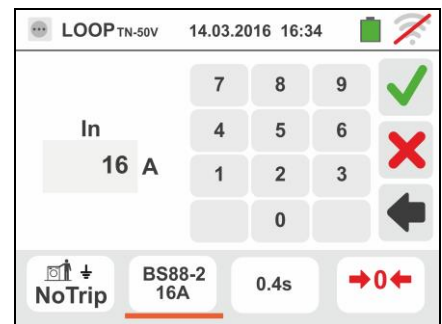 LOOP TN-50V 14.03.2016 16:34
7 8 9
In 4 5 6
16 A
1 2 3
0
NoTrip BS88-2 16A 0.4s →0←